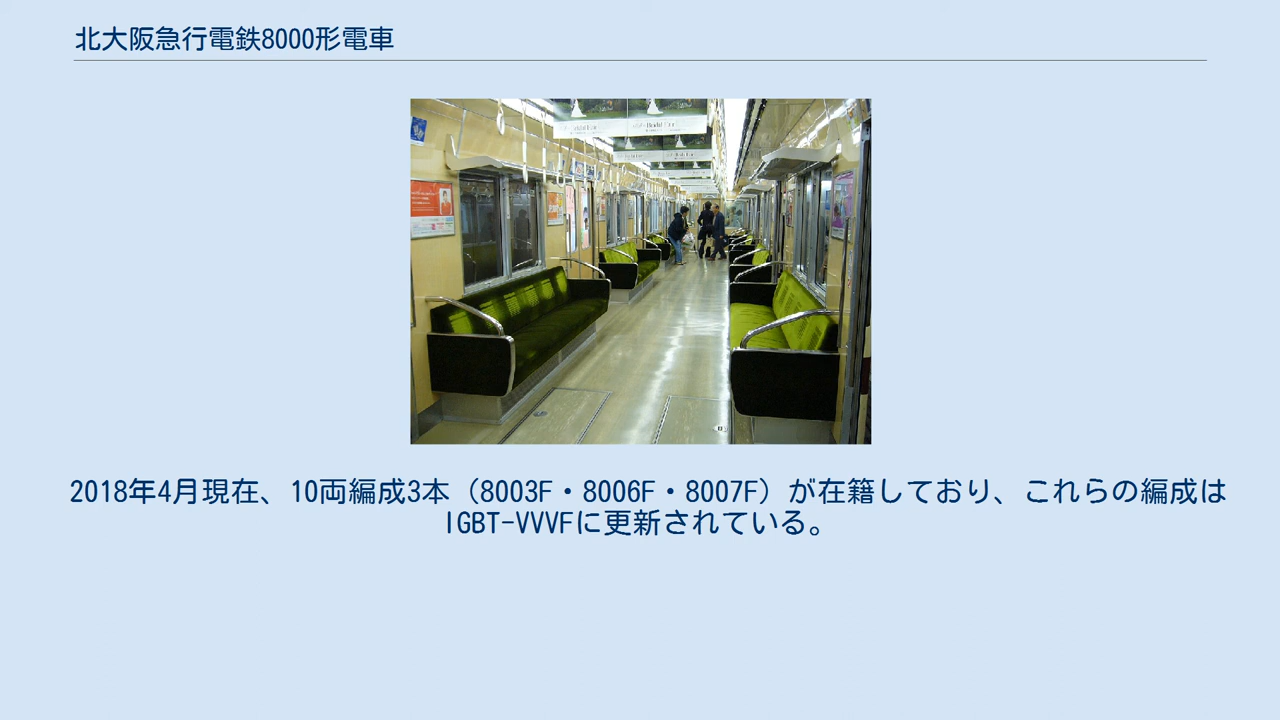 北大阪急行電鉄8000形電車
2018年4月現在、10両編成3本（8003F・8006F・8007F）が在籍しており、これらの編成は
IGBT-VVVFに更新されている。